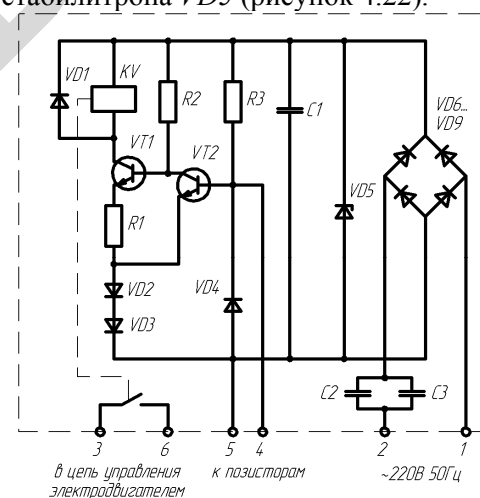 стабилитрона VD5 (рисунок 4.22).
VD1 KV R2 R3 C1 VD6...
VD9
VT1 VT2
VD5
R1
VD2 VD4
VD3
C2 C3
3 6 5 4 2 1
в цепь управления к позисторам ~220В 50Гц
электродвигателем